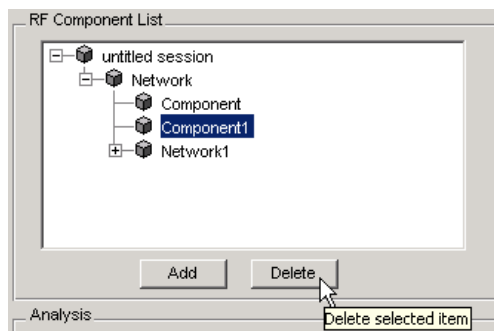 RF Component List
untitled session
Network
Component
Component1
Network1
Add Delete
Delete selected item
Analysis